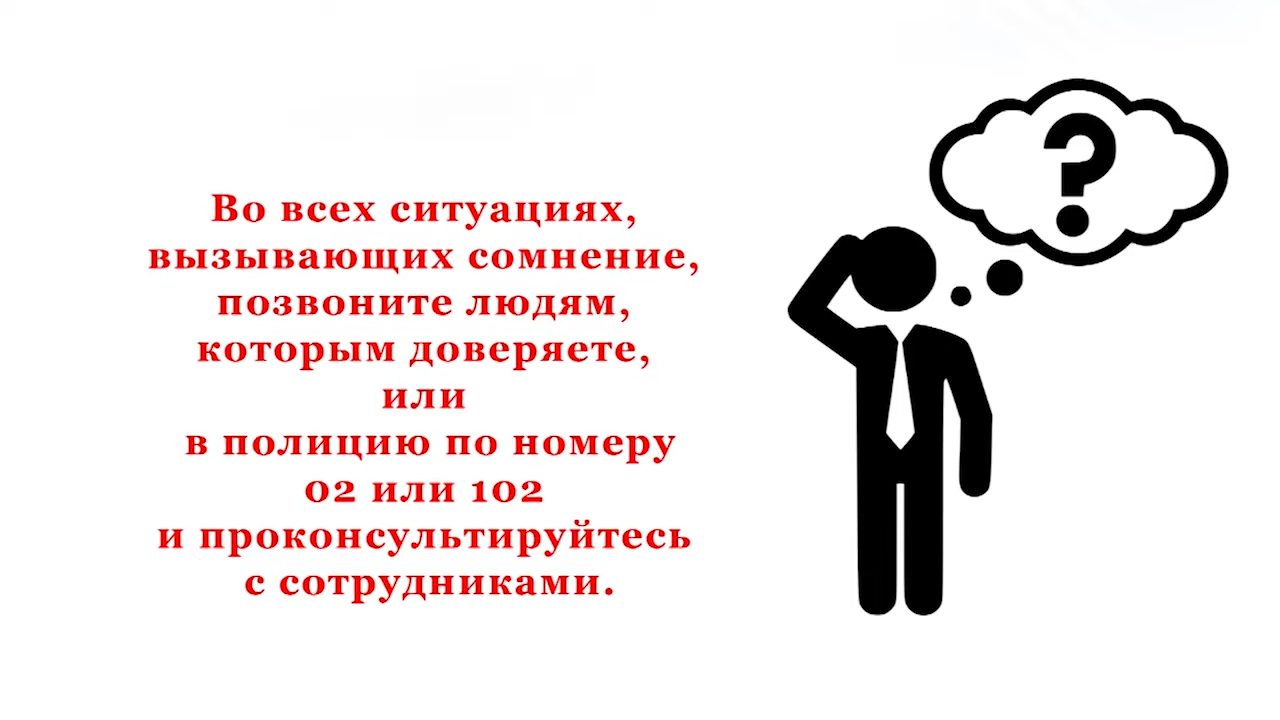 Во всех ситуациях,
вызывающих сомнение,
позвоните людям,
которым доверяете,
или
в полицию по номеру
02 или 102
и проконсультируйтесь
с сотрудниками.
?